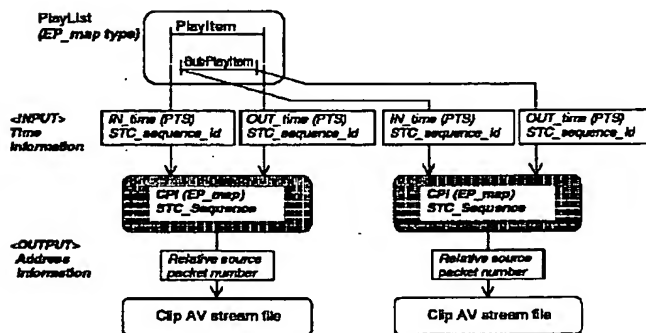 PlayList
(EP_map type)
PlayItem
SubPlayItem
<INPUT>
Time
Information
IN_time (PTS)
STC_sequence_id
OUT_time (PTS)
STC_sequence_id
IN_time (PTS)
STC_sequence_id
OUT_time (PTS)
STC_sequence_id
CPI (EP_map)
STC_Sequence
CPI (EP_map)
STC_Sequence
<OUTPUT>
Address
Information
Relative source
packet number
Relative source
packet number
Clip AV stream file
Clip AV stream file